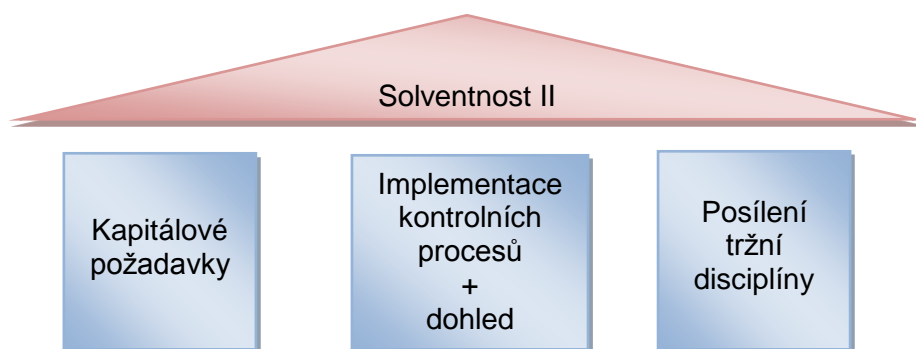 Solventnost II
Kapitálové
požadavky
Implementace
kontrolních
procesů
+
dohled
Posílení
tržní
disciplíny